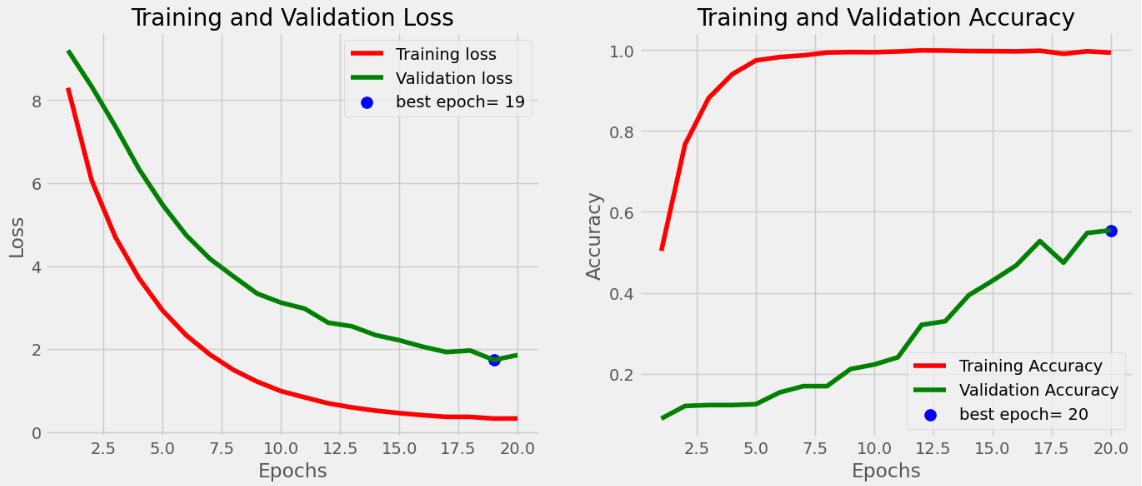 Training and Validation Loss
Training loss
Validation loss
best epoch= 19
Loss
8
6
4
2
0
2.5 5.0 7.5 10.0 12.5 15.0 17.5 20.0
Epochs
Training and Validation Accuracy
Accuracy
1.0
0.8
0.6
0.4
0.2
Training Accuracy
Validation Accuracy
best epoch= 20
2.5 5.0 7.5 10.0 12.5 15.0 17.5 20.0
Epochs